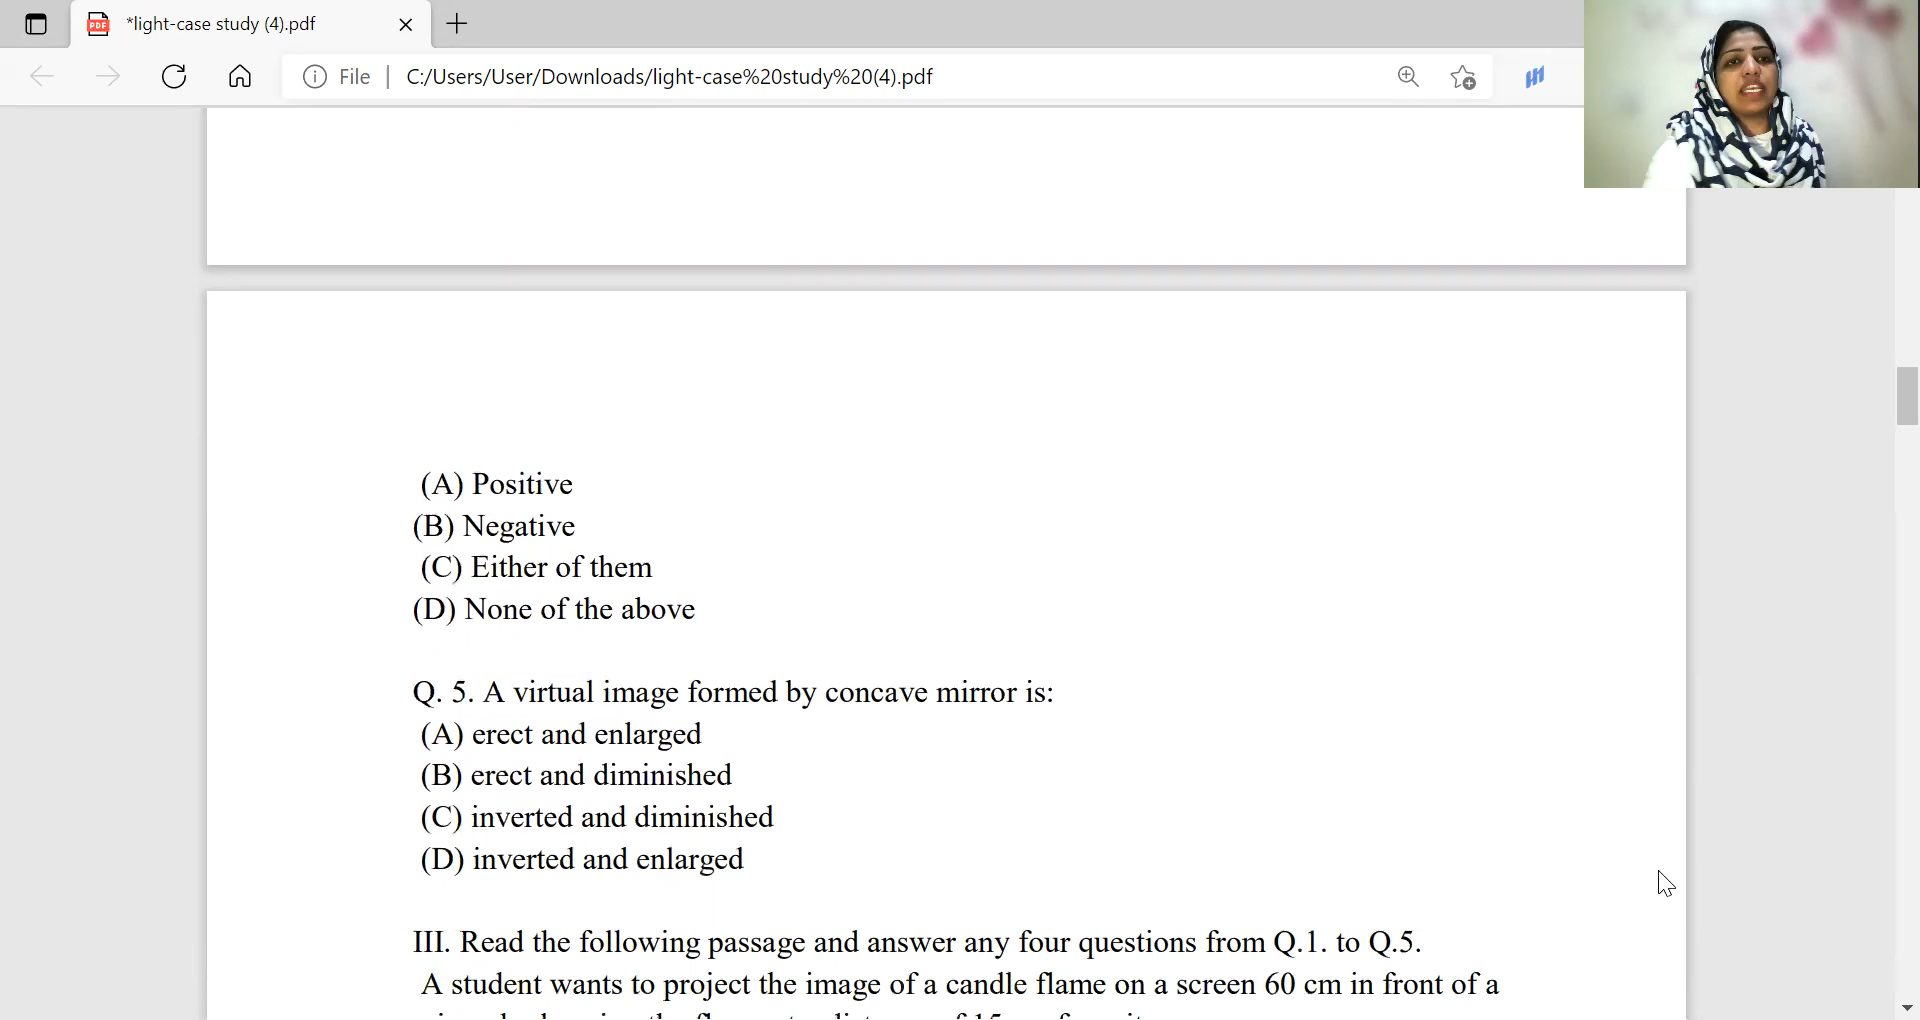 *light-case study (4).pdf
File | C:/Users/User/Downloads/light-case%20study%20(4).pdf
(A) Positive
(B) Negative
(C) Either of them
(D) None of the above
Q. 5. A virtual image formed by concave mirror is:
(A) erect and enlarged
(B) erect and diminished
(C) inverted and diminished
(D) inverted and enlarged
III. Read the following passage and answer any four questions from Q.1. to Q.5.
A student wants to project the image of a candle flame on a screen 60 cm in front of a